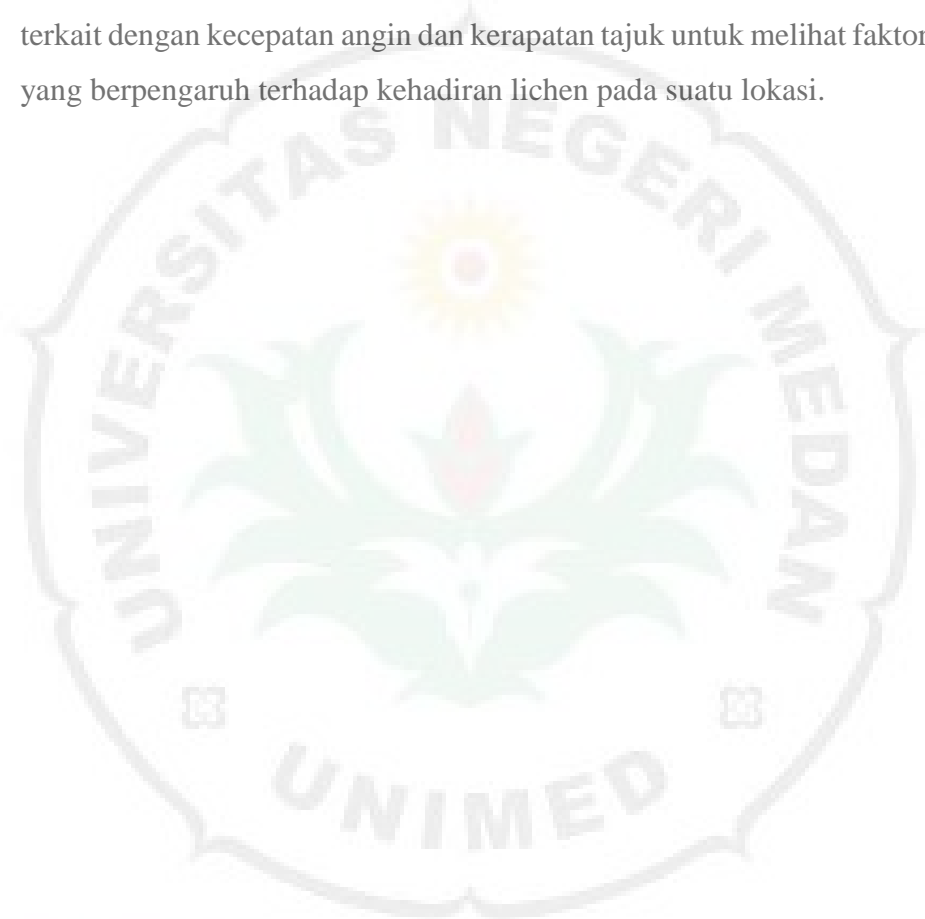 terkait dengan kecepatan angin dan kerapatan tajuk untuk melihat faktor
yang berpengaruh terhadap kehadiran lichen pada suatu lokasi.
UNIVERSITAS NEGERI MEDAN
UNIMED